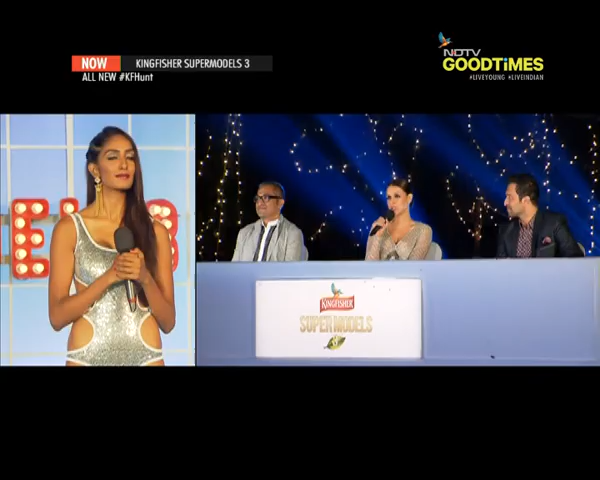 NOW KINGFISHER SUPERMODELS 3
ALL NEW #KFHunt
NDTV
GOODTiMES
#LIVEYOUNG #LIVEINDIAN
KINGFISHER
SUPERMODELS